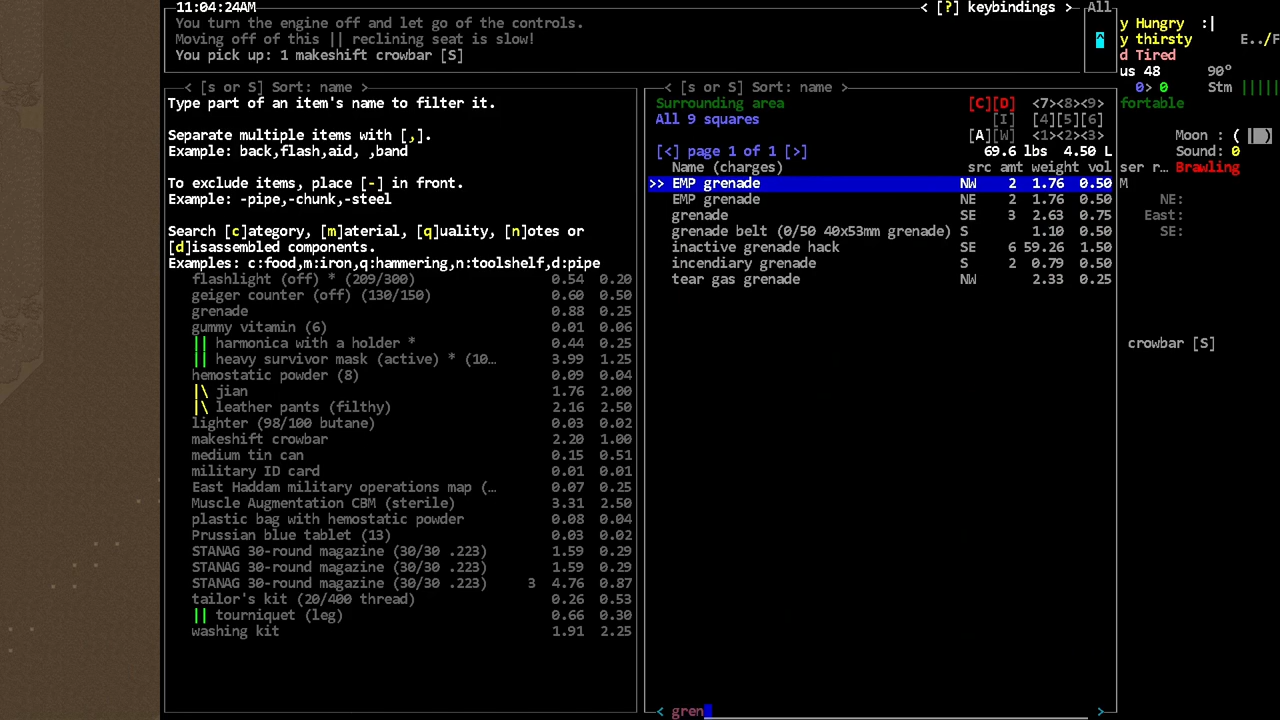 11:04:24AM
You turn the engine off and let go of the controls.
Moving off of this || reclining seat is slow!
You pick up: 1 makeshift crowbar [S]
< [?] keybindings >
All
y Hungry :|
y thirsty E../F
d Tired
us 48 90°
0> 0 Stm |||||
fortable
Moon : ( |)
Sound: 0
ser r… Brawling
M
NE:
East:
SE:
crowbar [S]
< [s or S] Sort: name >
Type part of an item's name to filter it.
Separate multiple items with [,].
Example: back,flash,aid, ,band
To exclude items, place [-] in front.
Example: -pipe,-chunk,-steel
Search [c]ategory, [m]aterial, [q]uality, [n]otes or
[d]isassembled components.
Examples: c:food,m:iron,q:hammering,n:toolshelf,d:pipe
flashlight (off) * (209/300) 0.54 0.20
geiger counter (off) (130/150) 0.60 0.50
grenade 0.88 0.25
gummy vitamin (6) 0.01 0.06
|| harmonica with a holder * 0.44 0.25
|| heavy survivor mask (active) * (10… 3.99 1.25
hemostatic powder (8) 0.09 0.04
|\ jian 1.76 2.00
|\ leather pants (filthy) 2.16 2.50
lighter (98/100 butane) 0.03 0.02
makeshift crowbar 2.20 1.00
medium tin can 0.15 0.51
military ID card 0.01 0.01
East Haddam military operations map (… 0.07 0.25
Muscle Augmentation CBM (sterile) 3.31 2.50
plastic bag with hemostatic powder 0.08 0.04
Prussian blue tablet (13) 0.03 0.02
STANAG 30-round magazine (30/30 .223) 1.59 0.29
STANAG 30-round magazine (30/30 .223) 1.59 0.29
STANAG 30-round magazine (30/30 .223) 3 4.76 0.87
tailor's kit (20/400 thread) 0.26 0.53
|| tourniquet (leg) 0.66 0.30
washing kit 1.91 2.25
< [s or S] Sort: name >
Surrounding area [C][D] <7><8><9>
All 9 squares [I] [4][5][6]
[A][W] <1><2><3>
[<] page 1 of 1 [>] 69.6 lbs 4.50 L
Name (charges) src amt weight vol
>> EMP grenade NW 2 1.76 0.50
EMP grenade NE 2 1.76 0.50
grenade SE 3 2.63 0.75
grenade belt (0/50 40x53mm grenade) S 1.10 0.50
inactive grenade hack SE 6 59.26 1.50
incendiary grenade S 2 0.79 0.50
tear gas grenade NW 2.33 0.25
< gren >